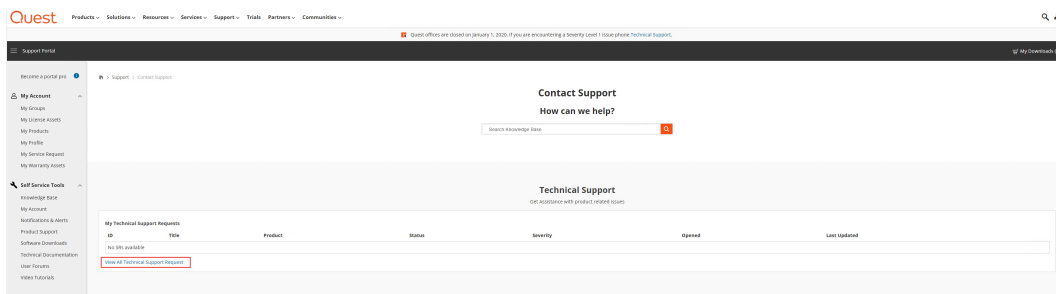 Quest Products Solutions Resources Services Support Trials Partners Communities
Quest offices are closed on January 1, 2020. If you are encountering a Severity Level 1 issue phone Technical Support.
Support Portal
My Downloads
Become a portal pro
Support > Contact Support
My Account
My Groups
My License Assets
My Products
My Profile
My Service Request
My Warranty Assets
Self Service Tools
Knowledge Base
My Account
Notifications & Alerts
Product Support
Software Downloads
Technical Documentation
User Forums
Video Tutorials
Contact Support
How can we help?
Search Knowledge Base
Technical Support
Get Assistance with product related issues
My Technical Support Requests
ID Title Product Status Severity Opened Last Updated
No SRs available
View All Technical Support Request